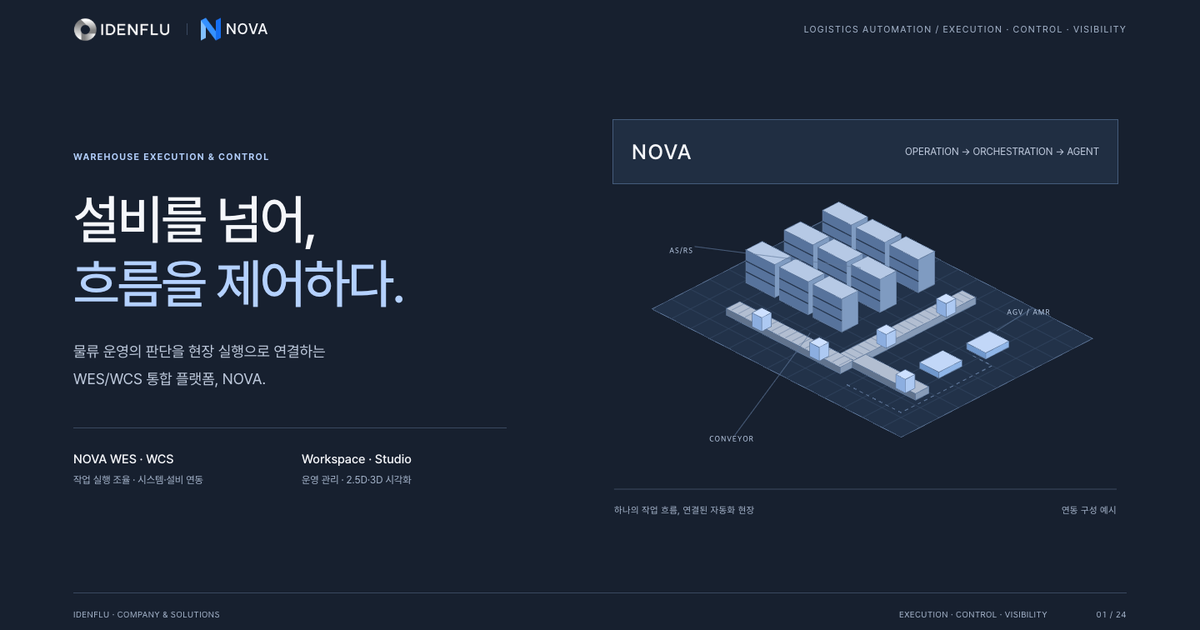 IDENFLU
NOVA
LOGISTICS AUTOMATION / EXECUTION · CONTROL · VISIBILITY
WAREHOUSE EXECUTION & CONTROL
설비를 넘어,
흐름을 제어하다.
물류 운영의 판단을 현장 실행으로 연결하는
WES/WCS 통합 플랫폼, NOVA.
NOVA WES · WCS
작업 실행 조율 · 시스템·설비 연동
Workspace · Studio
운영 관리 · 2.5D·3D 시각화
NOVA
OPERATION → ORCHESTRATION → AGENT
AS/RS
AGV / AMR
CONVEYOR
하나의 작업 흐름, 연결된 자동화 현장
연동 구성 예시
IDENFLU · COMPANY & SOLUTIONS
EXECUTION · CONTROL · VISIBILITY
01 / 24